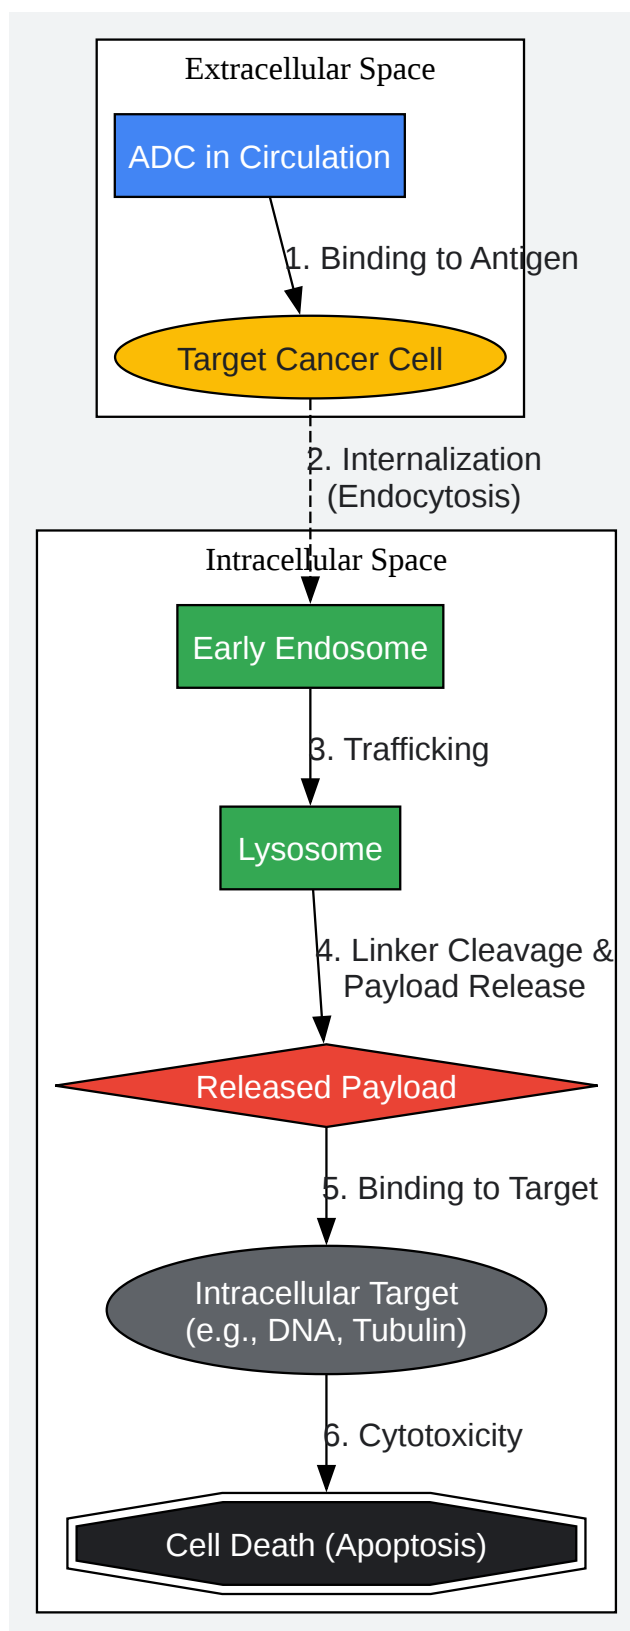 Extracellular Space
ADC in Circulation
1. Binding to Antigen
Target Cancer Cell
2. Internalization
(Endocytosis)
Intracellular Space
Early Endosome
3. Trafficking
Lysosome
4. Linker Cleavage &
Payload Release
Released Payload
5. Binding to Target
Intracellular Target
(e.g., DNA, Tubulin)
6. Cytotoxicity
Cell Death (Apoptosis)